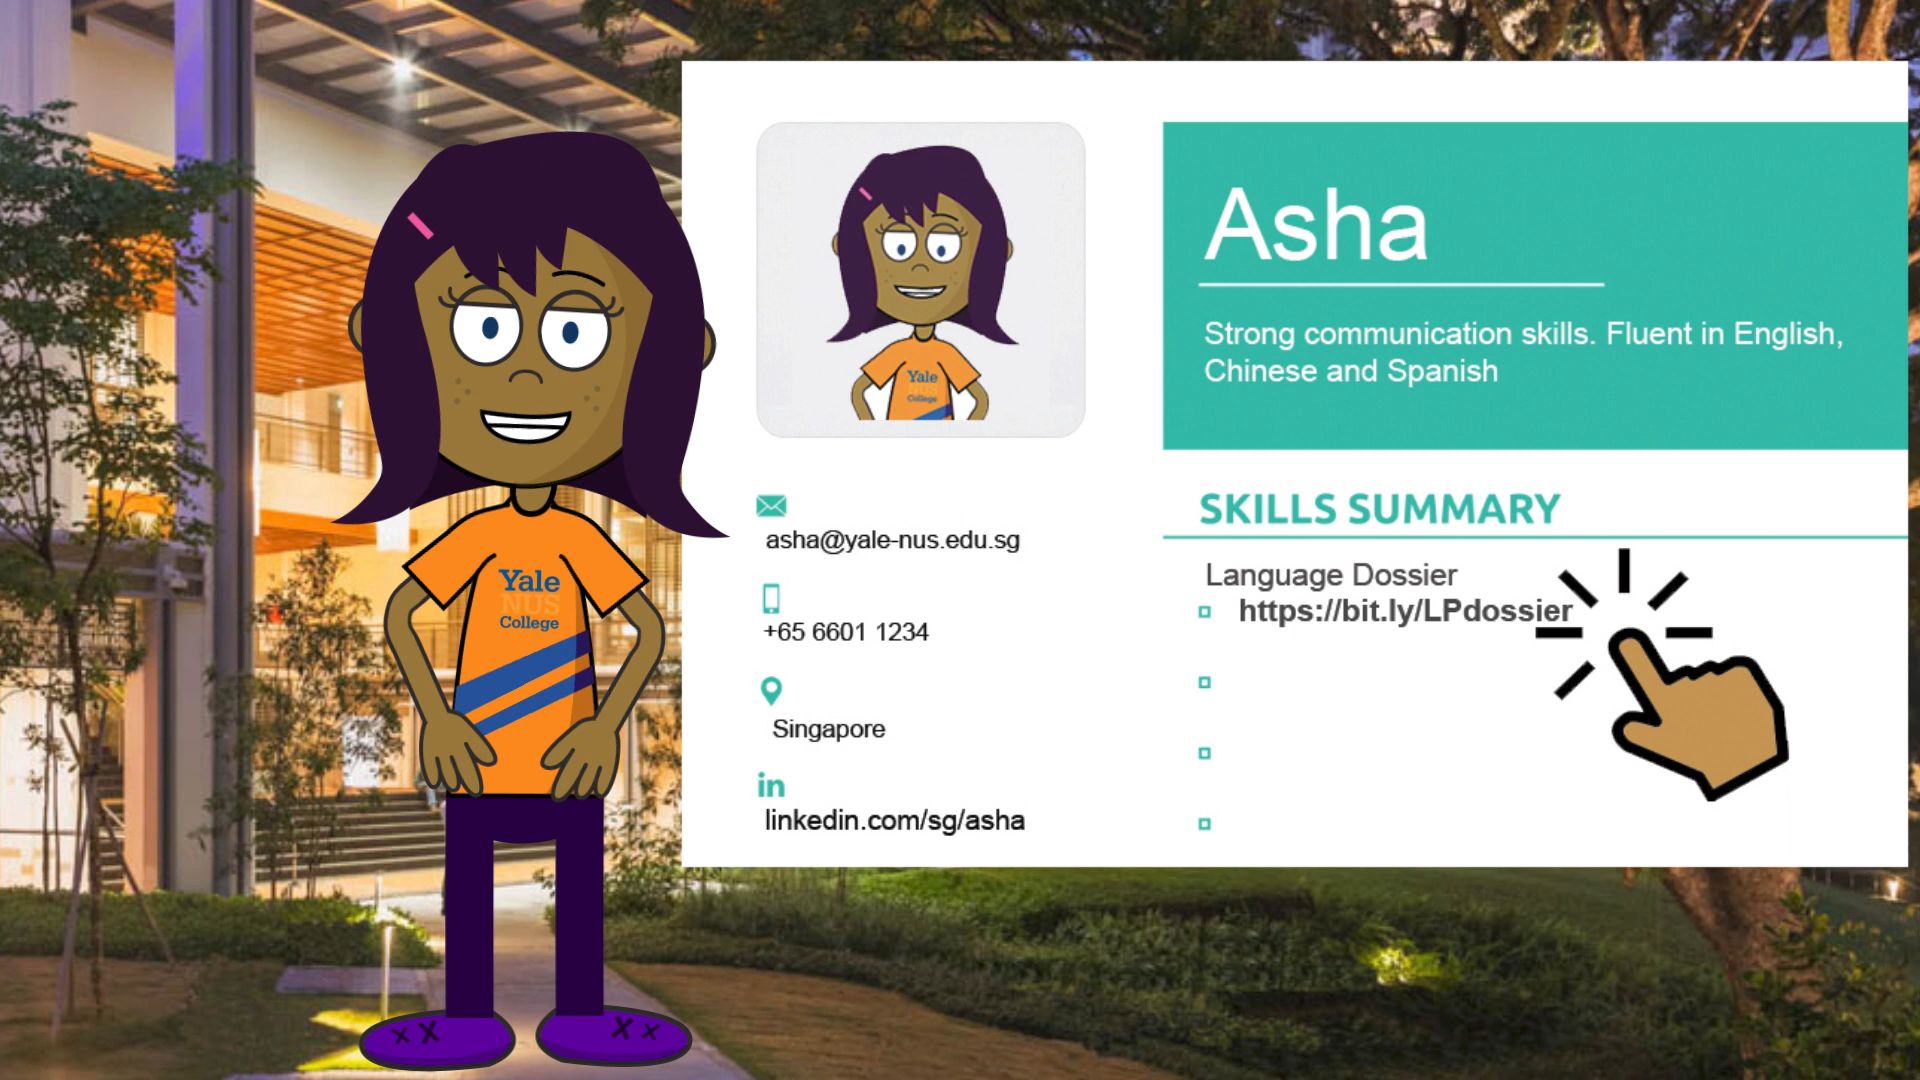 Yale
NUS
College
Yale
NUS
College
asha@yale-nus.edu.sg
+65 6601 1234
Singapore
in
linkedin.com/sg/asha
Asha
Strong communication skills. Fluent in English,
Chinese and Spanish
SKILLS SUMMARY
Language Dossier
https://bit.ly/LPdossier